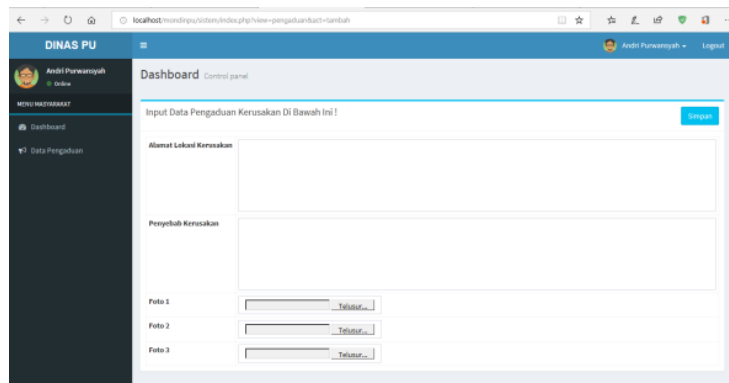 localhost/mondinpu/sistem/index.php?view=pengaduan&act=tambah
DINAS PU
Andri Purwansyah
Logout
Andri Purwansyah
Online
Dashboard Control panel
MENU MASYARAKAT
Input Data Pengaduan Kerusakan Di Bawah Ini !
Simpan
Dashboard
Data Pengaduan
Alamat Lokasi Kerusakan
Penyebab Kerusakan
Foto 1
Telusur...
Foto 2
Telusur...
Foto 3
Telusur...